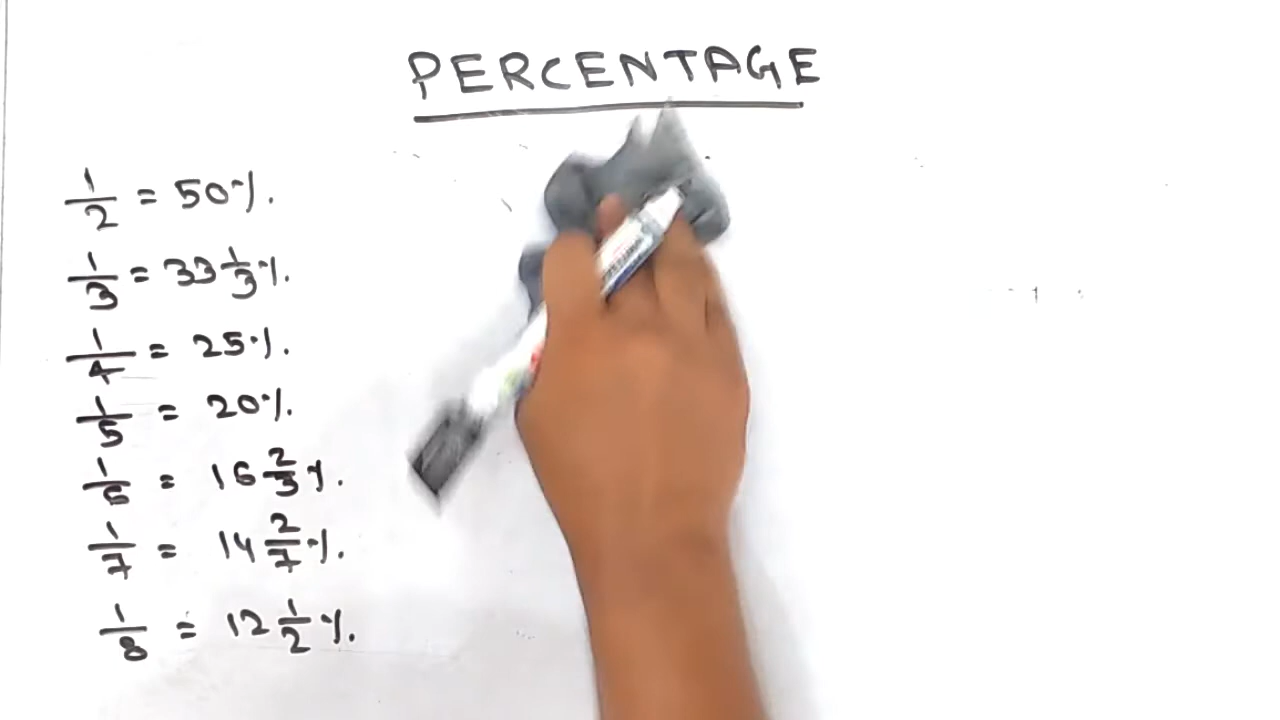 PERCENTAGE
1/2 = 50%.
1/3 = 33 1/3%.
1/4 = 25%.
1/5 = 20%.
1/6 = 16 2/3%.
1/7 = 14 2/7%.
1/8 = 12 1/2%.